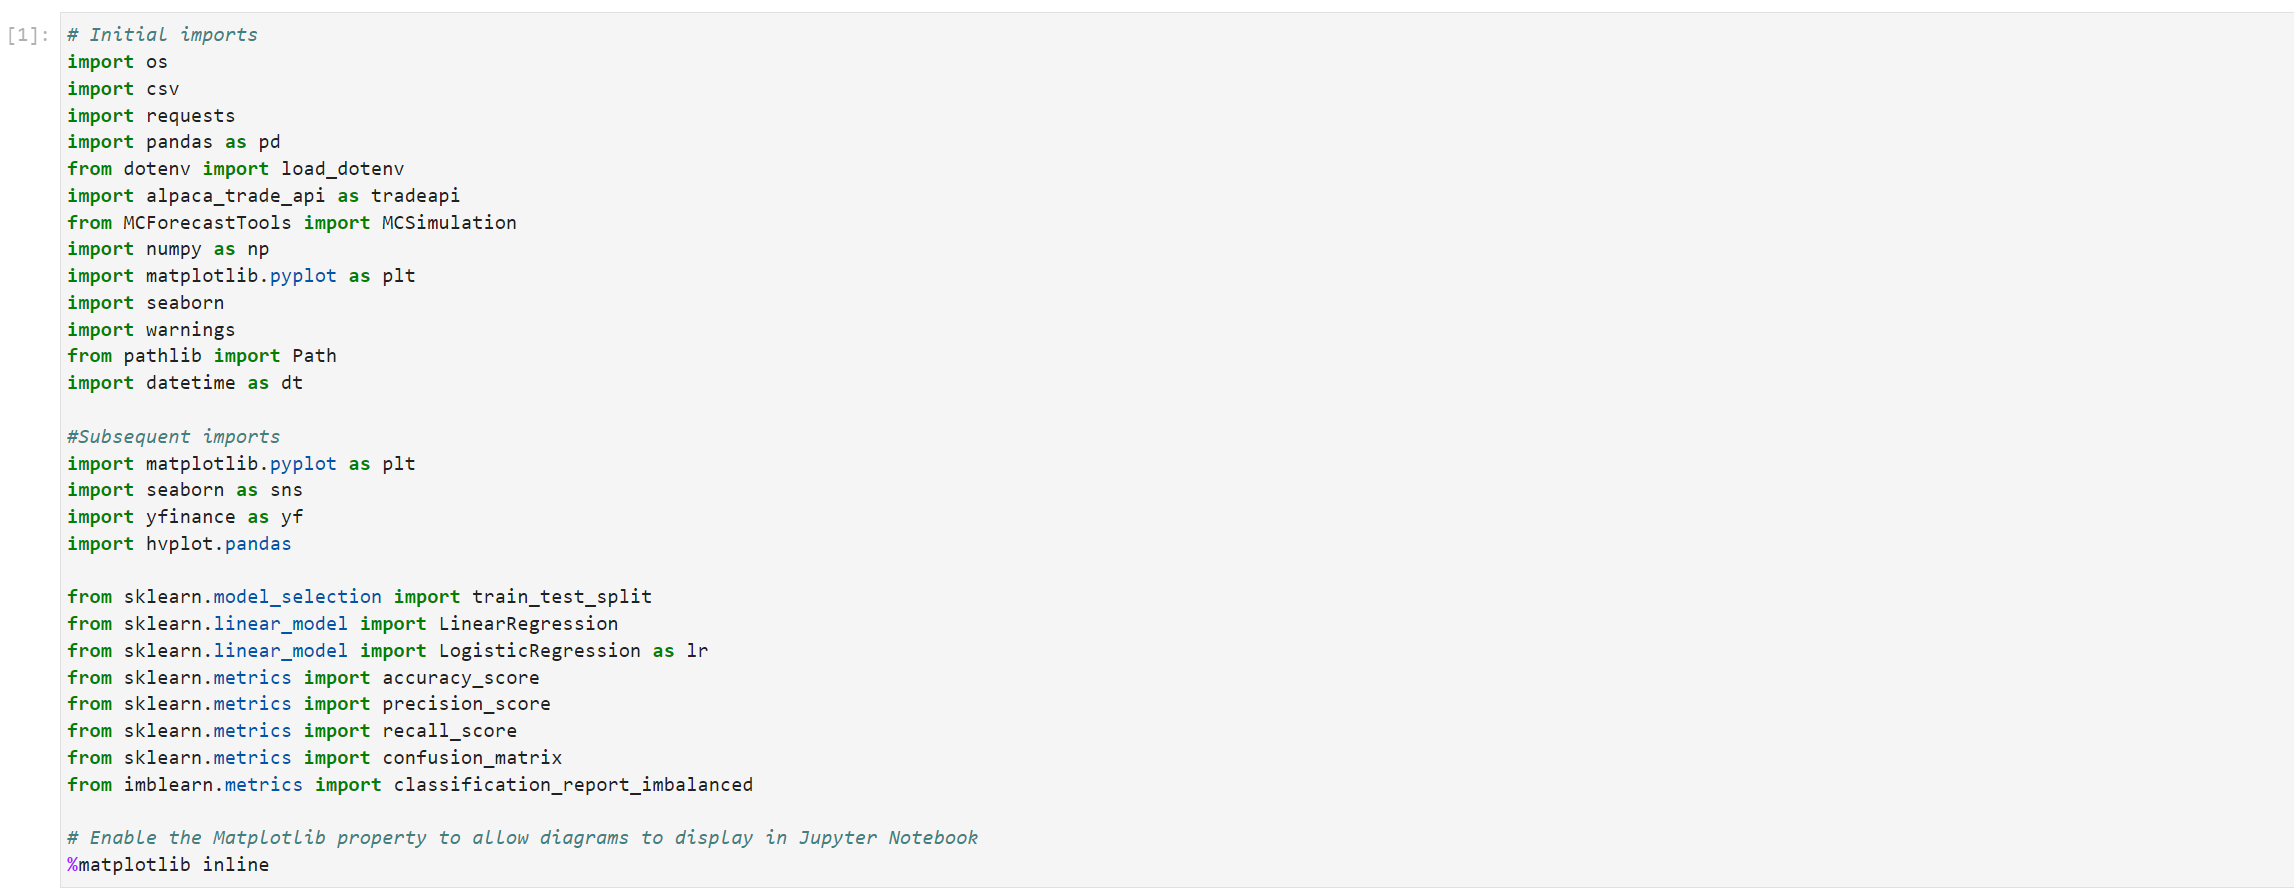 [1]: # Initial imports
import os
import csv
import requests
import pandas as pd
from dotenv import load_dotenv
import alpaca_trade_api as tradeapi
from MCForecastTools import MCSimulation
import numpy as np
import matplotlib.pyplot as plt
import seaborn
import warnings
from pathlib import Path
import datetime as dt

#Subsequent imports
import matplotlib.pyplot as plt
import seaborn as sns
import yfinance as yf
import hvplot.pandas

from sklearn.model_selection import train_test_split
from sklearn.linear_model import LinearRegression
from sklearn.linear_model import LogisticRegression as lr
from sklearn.metrics import accuracy_score
from sklearn.metrics import precision_score
from sklearn.metrics import recall_score
from sklearn.metrics import confusion_matrix
from imblearn.metrics import classification_report_imbalanced

# Enable the Matplotlib property to allow diagrams to display in Jupyter Notebook
%matplotlib inline